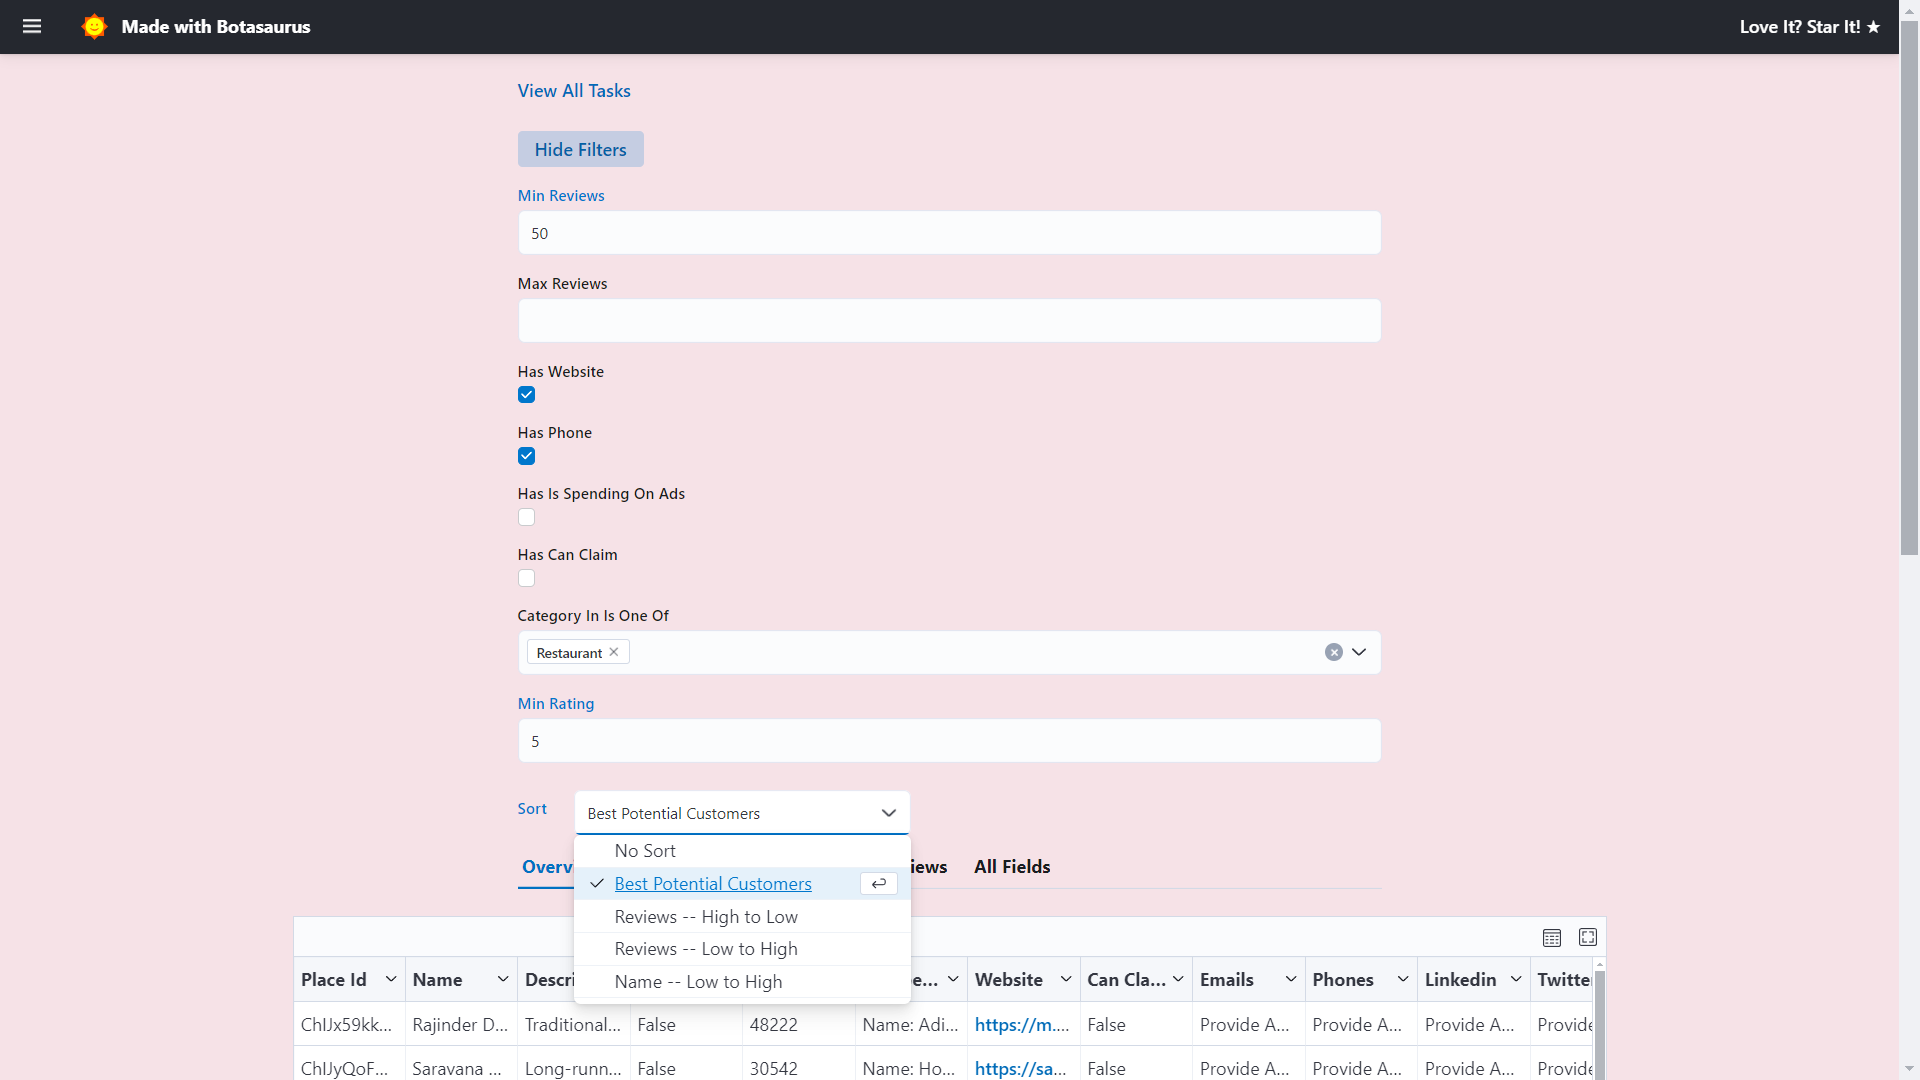 Made with Botasaurus
Love It? Star It! ★
View All Tasks
Hide Filters
Min Reviews
50
Max Reviews
Has Website
Has Phone
Has Is Spending On Ads
Has Can Claim
Category In Is One Of
Restaurant
Min Rating
5
Sort Best Potential Customers
No Sort
Overv iews All Fields
Best Potential Customers
Reviews -- High to Low
Reviews -- Low to High
Name -- Low to High
Place Id Name Descri e... Website Can Cla... Emails Phones Linkedin Twitte
ChIJx59kk... Rajinder D... Traditional... False 48222 Name: Adi... https://m.... False Provide A... Provide A... Provide A... Provide
ChIJyQoF... Saravana ... Long-runn... False 30542 Name: Ho... https://sa... False Provide A... Provide A... Provide A... Provide